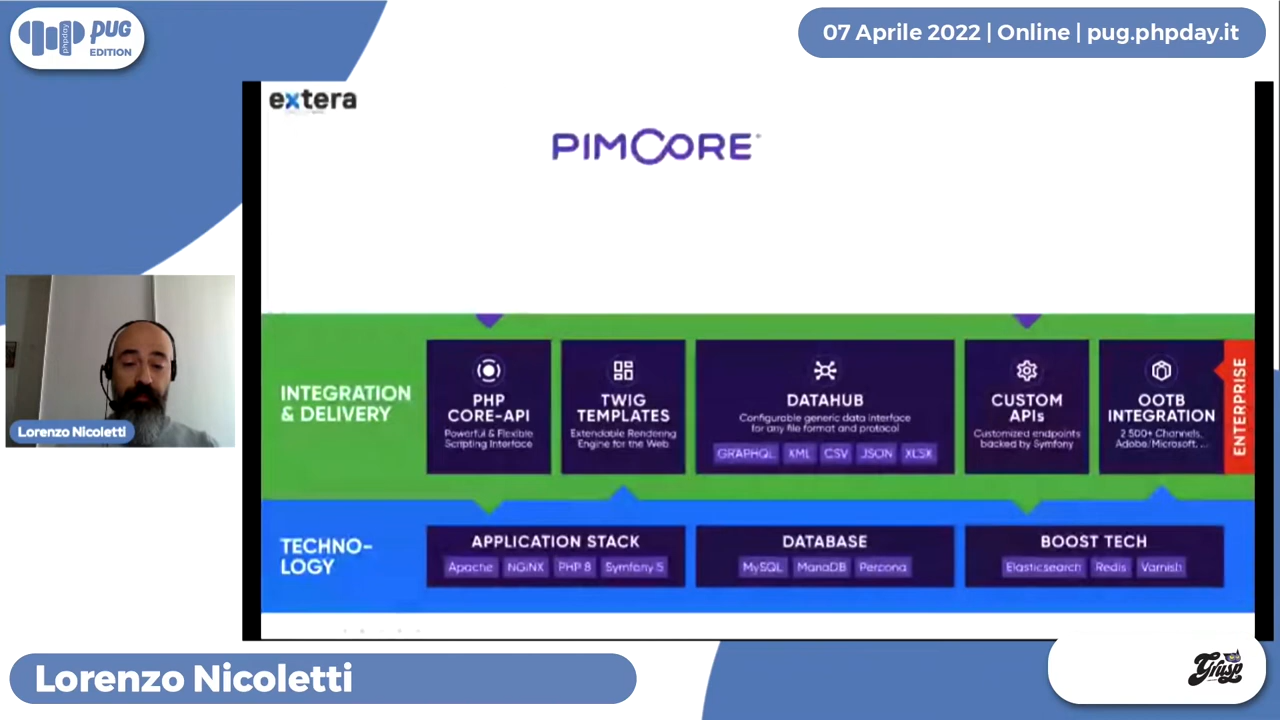 phpday
PUG
EDITION
07 Aprile 2022 | Online | pug.phpday.it
extera
PIMCORE
INTEGRATION
& DELIVERY
PHP
CORE-API
Powerful & Flexible
Scripting Interface
TWIG
TEMPLATES
Extendable Rendering
Engine for the Web
DATAHUB
Configurable generic data interface
for any file format and protocol
GRAPHQL XML CSV JSON XLSX
CUSTOM
APIs
Customized endpoints
backed by Symfony
OOTB
INTEGRATION
2.500+ Channels,
Adobe/Microsoft, ...
ENTERPRISE
TECHNO-
LOGY
APPLICATION STACK
Apache NGiNX PHP 8 Symfony 5
DATABASE
MySQL MariaDB Percona
BOOST TECH
Elasticsearch Redis Varnish
Lorenzo Nicoletti
Lorenzo Nicoletti
Grusp